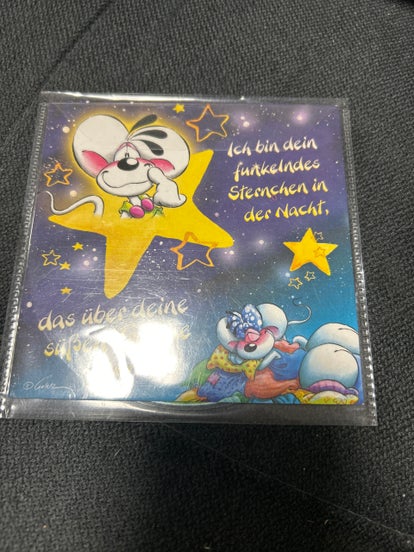 Ich bin dein
funkelndes
Sternchen in
der Nacht,
das über deine